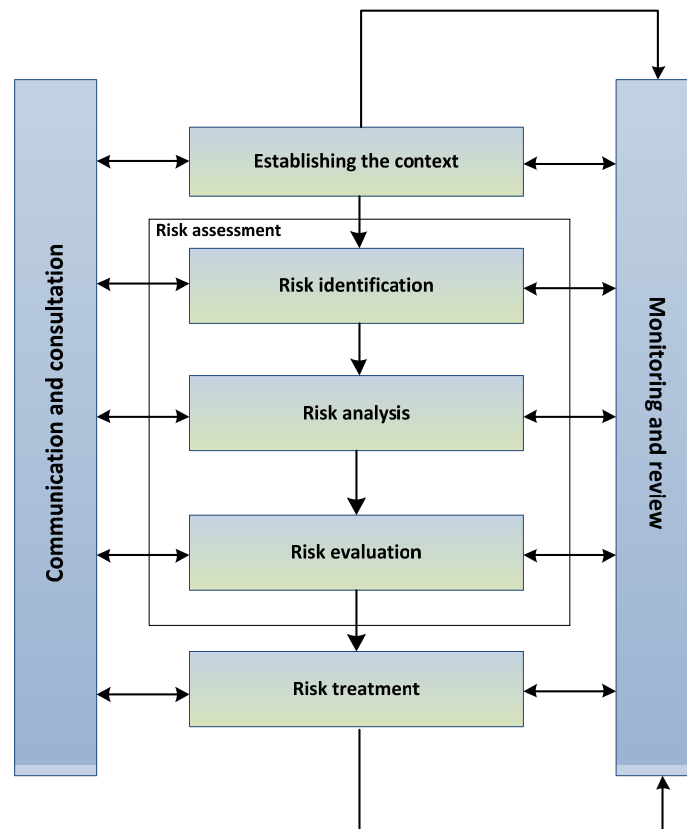 Establishing the context
Risk assessment
Risk identification
Risk analysis
Risk evaluation
Risk treatment
Communication and consultation
Monitoring and review